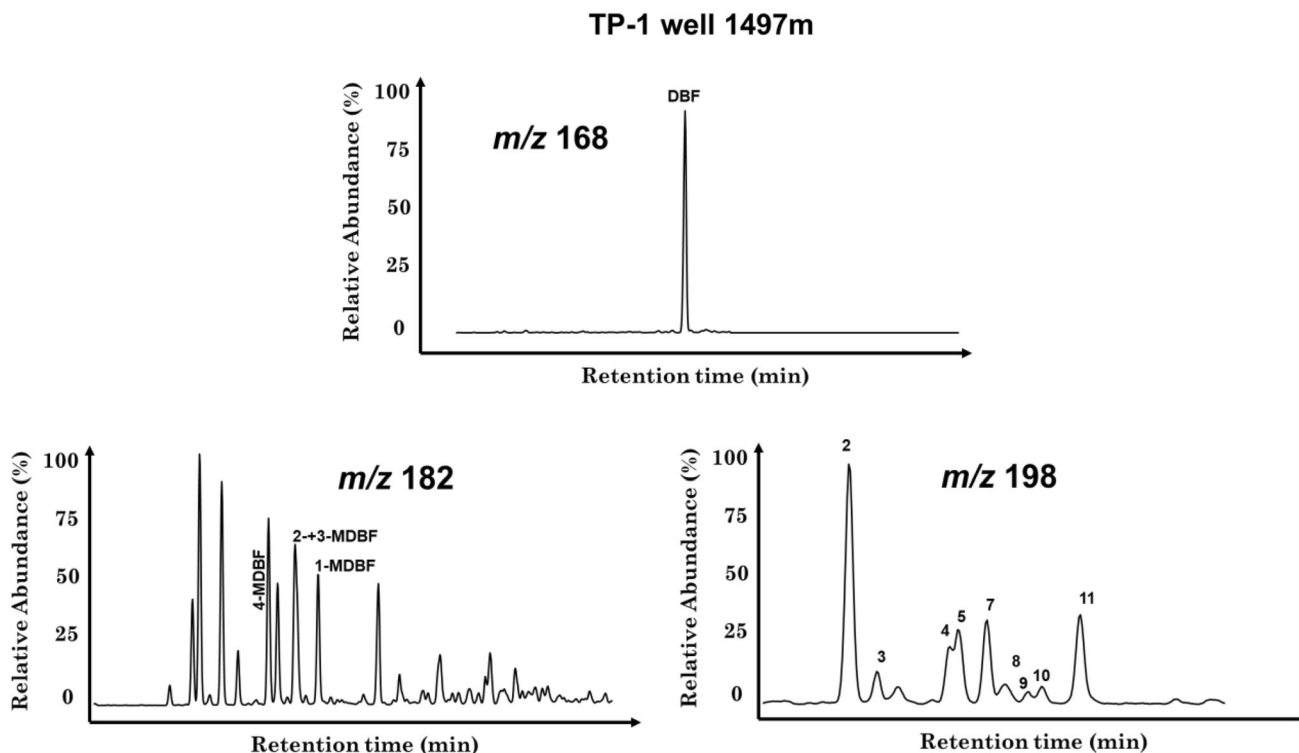 TP-1 well 1497m
Relative Abundance (%)
100
75
50
25
0
m/z 168
DBF
Retention time (min)
Relative Abundance (%)
100
75
50
25
0
m/z 182
4-MDBF
2-+3-MDBF
1-MDBF
Retention time (min)
Relative Abundance (%)
100
75
50
25
0
m/z 198
2
3
4
5
7
8
9
10
11
Retention time (min)